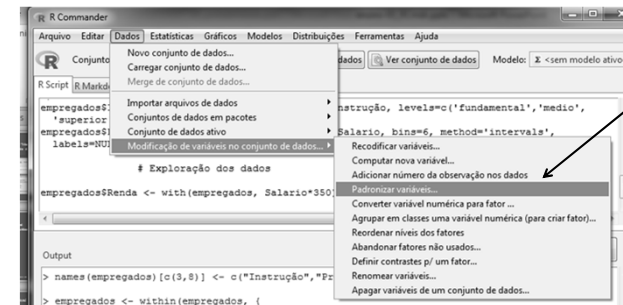 R Commander
Arquivo Editar Dados Estatísticas Gráficos Modelos Distribuições Ferramentas Ajuda
Novo conjunto de dados...
Carregar conjunto de dados...
Merge de conjunto de dados...
Importar arquivos de dados
Conjuntos de dados em pacotes
Conjunto de dados ativo
Modificação de variáveis no conjunto de dados...
R Conjunto dados Ver conjunto de dados Modelo: Σ <sem modelo ativo
R Script R Markd
empregados$ nstrução, levels=c('fundamental','medio',
'superior
empregados$ Salario, bins=6, method='intervals',
labels=NU
# Exploração dos dados
empregados$Renda <- with(empregados, Salario*350)
Recodificar variáveis...
Computar nova variável...
Adicionar número da observação nos dados
Padronizar variáveis...
Converter variável numérica para fator ...
Agrupar em classes uma variável numérica (para criar fator)...
Reordenar níveis dos fatores
Abandonar fatores não usados...
Definir contrastes p/ um fator...
Renomear variáveis...
Apagar variáveis de um conjunto de dados...
Output
> names(empregados)[c(3,8)] <- c("Instrução","Pr
> empregados <- within(empregados, {